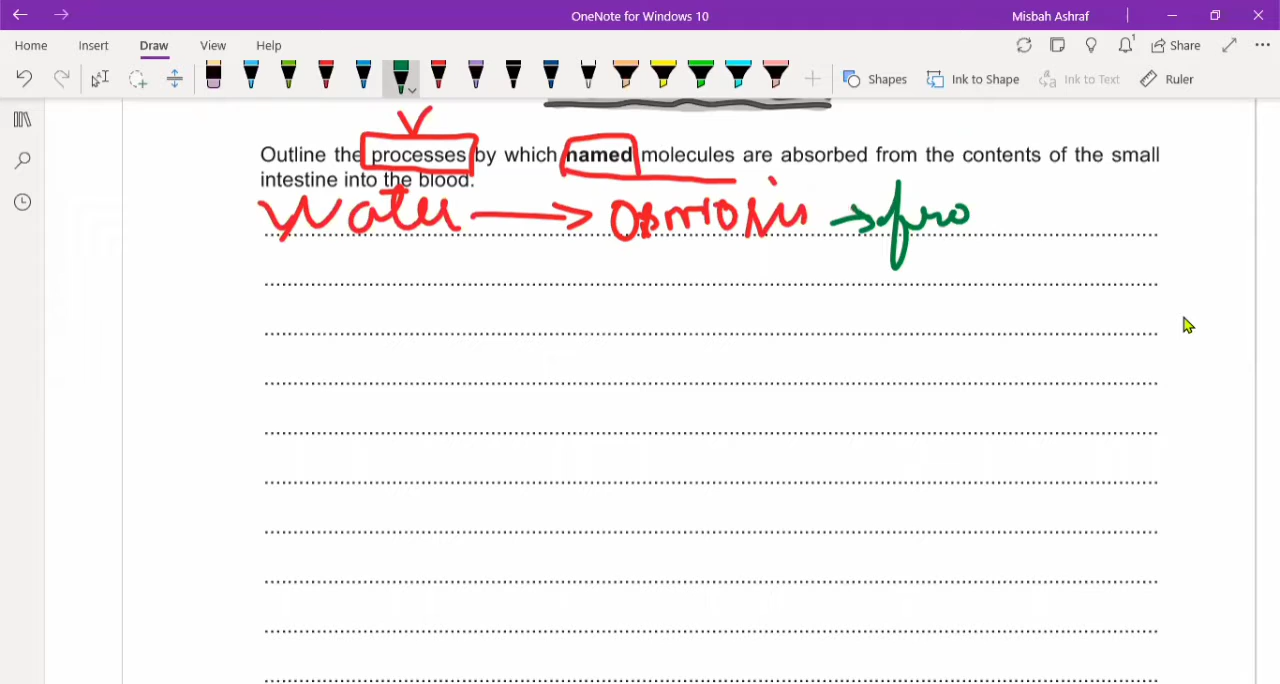 OneNote for Windows 10
Misbah Ashraf
Home Insert Draw View Help
Share
Shapes Ink to Shape Ink to Text Ruler
Outline the processes by which named molecules are absorbed from the contents of the small
intestine into the blood.
Water → Osmosis → fro